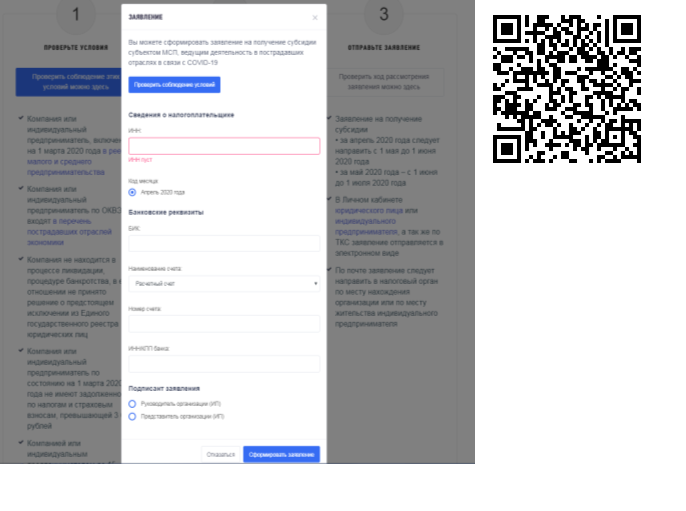 1
ПРОВЕРЬТЕ УСЛОВИЯ
Проверить соблюдение этих
условий можно здесь
Компания или
индивидуальный
предприниматель, включен
на 1 марта 2020 года в рее
малого и среднего
предпринимательства
Компания или
индивидуальный
предприниматель по ОКВЭ
входят в перечень
пострадавших отраслей
экономики
Компания не находится в
процессе ликвидации,
процедуре банкротства, в
отношении не принято
решение о предстоящем
исключении из Единого
государственного реестра
юридических лиц
Компания или
индивидуальный
предприниматель по
состоянию на 1 марта 2020
года не имеют задолженно
по налогам и страховым
взносам, превышающей 3
рублей
Компанией или
индивидуальным
ЗАЯВЛЕНИЕ
Вы можете сформировать заявление на получение субсидии
субъектом МСП, ведущим деятельность в пострадавших
отраслях в связи с COVID-19
Проверить соблюдение условий
Сведения о налогоплательщике
ИНН:
ИНН пуст
Код месяца:
Апрель 2020 года
Банковские реквизиты
БИК:
Наименование счета:
Расчетный счет
Номер счета:
ИНН/КПП банка:
Подписант заявления
Руководитель организации (ИП)
Представитель организации (ИП)
Отказаться
Сформировать заявление
3
ОТПРАВЬТЕ ЗАЯВЛЕНИЕ
Проверить ход рассмотрения
заявления можно здесь
Заявление на получение
субсидии
• за апрель 2020 года следует
направить с 1 мая до 1 июня
2020 года
• за май 2020 года – с 1 июня
до 1 июля 2020 года
В Личном кабинете
юридического лица или
индивидуального
предпринимателя, а так же по
ТКС заявление отправляется в
электронном виде
По почте заявление следует
направить в налоговый орган
по месту нахождения
организации или по месту
жительства индивидуального
предпринимателя